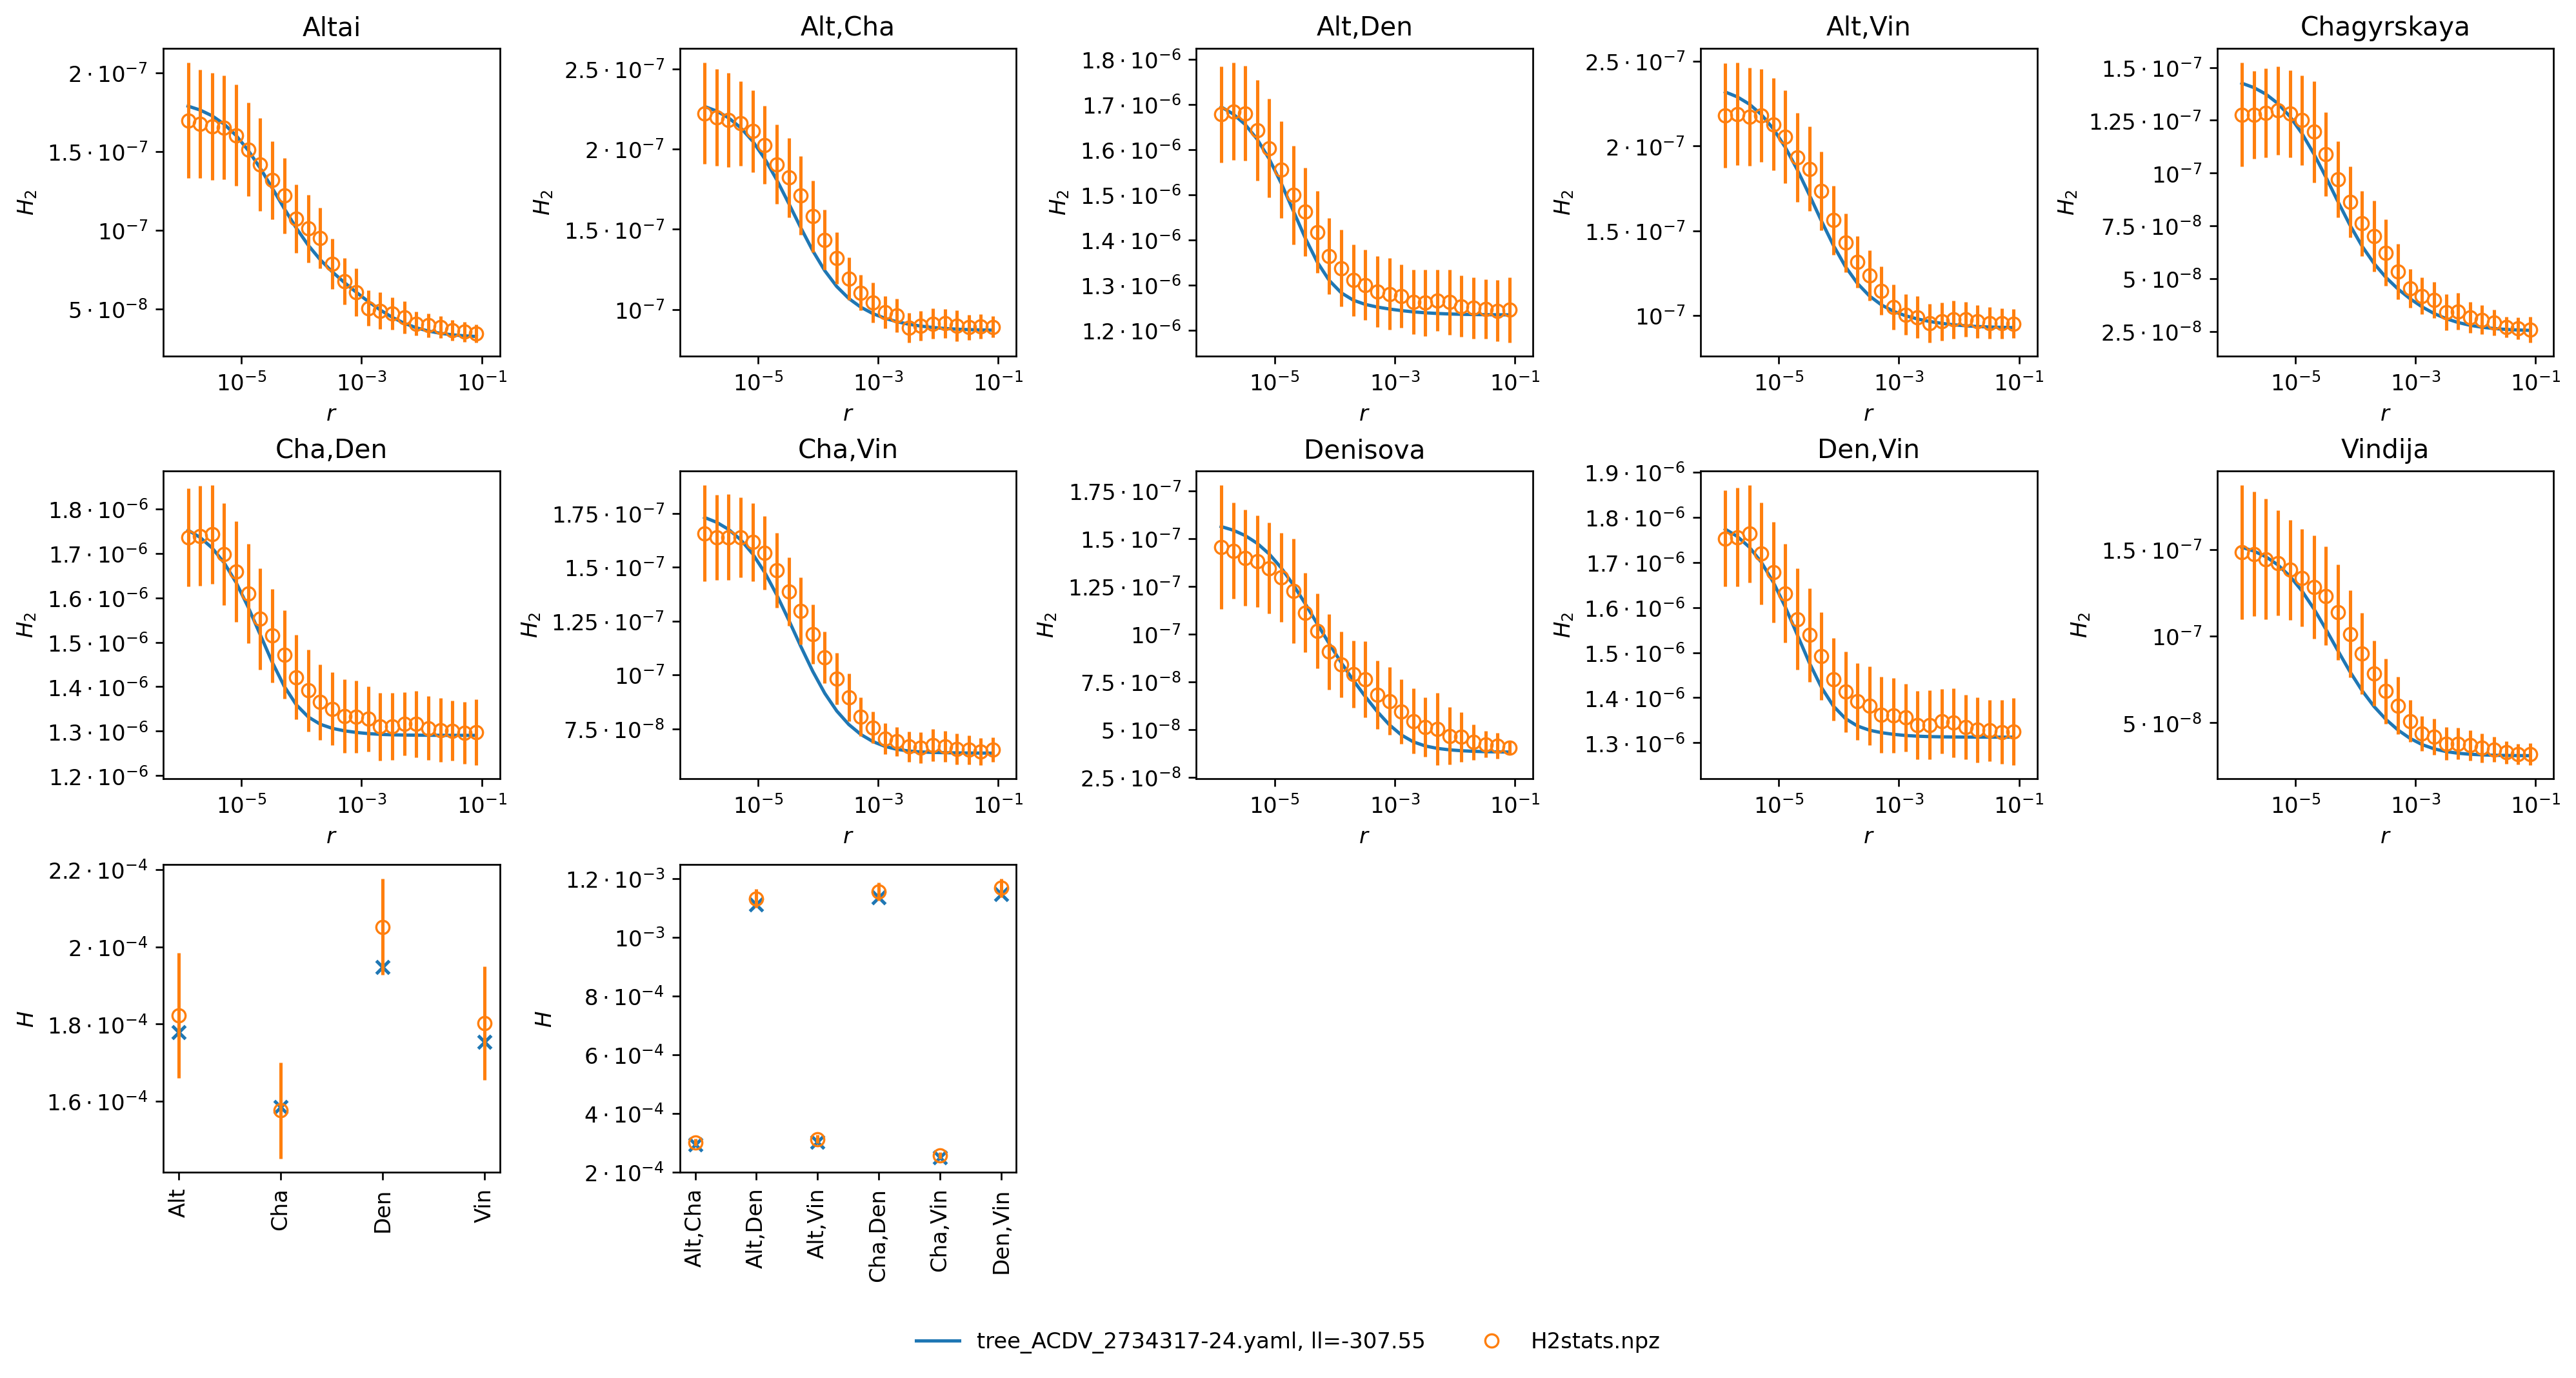 Altai
Alt,Cha
Alt,Den
Alt,Vin
Chagyrskaya
2·10⁻⁷
1.5·10⁻⁷
10⁻⁷
5·10⁻⁸
H₂
10⁻⁵ 10⁻³ 10⁻¹
r
2.5·10⁻⁷
2·10⁻⁷
1.5·10⁻⁷
10⁻⁷
H₂
10⁻⁵ 10⁻³ 10⁻¹
r
1.8·10⁻⁶
1.7·10⁻⁶
1.6·10⁻⁶
1.5·10⁻⁶
1.4·10⁻⁶
1.3·10⁻⁶
1.2·10⁻⁶
H₂
10⁻⁵ 10⁻³ 10⁻¹
r
2.5·10⁻⁷
2·10⁻⁷
1.5·10⁻⁷
10⁻⁷
H₂
10⁻⁵ 10⁻³ 10⁻¹
r
1.5·10⁻⁷
1.25·10⁻⁷
10⁻⁷
7.5·10⁻⁸
5·10⁻⁸
2.5·10⁻⁸
H₂
10⁻⁵ 10⁻³ 10⁻¹
r
Cha,Den
Cha,Vin
Denisova
Den,Vin
Vindija
1.8·10⁻⁶
1.7·10⁻⁶
1.6·10⁻⁶
1.5·10⁻⁶
1.4·10⁻⁶
1.3·10⁻⁶
1.2·10⁻⁶
H₂
10⁻⁵ 10⁻³ 10⁻¹
r
1.75·10⁻⁷
1.5·10⁻⁷
1.25·10⁻⁷
10⁻⁷
7.5·10⁻⁸
H₂
10⁻⁵ 10⁻³ 10⁻¹
r
1.75·10⁻⁷
1.5·10⁻⁷
1.25·10⁻⁷
10⁻⁷
7.5·10⁻⁸
5·10⁻⁸
2.5·10⁻⁸
H₂
10⁻⁵ 10⁻³ 10⁻¹
r
1.9·10⁻⁶
1.8·10⁻⁶
1.7·10⁻⁶
1.6·10⁻⁶
1.5·10⁻⁶
1.4·10⁻⁶
1.3·10⁻⁶
H₂
10⁻⁵ 10⁻³ 10⁻¹
r
1.5·10⁻⁷
10⁻⁷
5·10⁻⁸
H₂
10⁻⁵ 10⁻³ 10⁻¹
r
2.2·10⁻⁴
2·10⁻⁴
1.8·10⁻⁴
1.6·10⁻⁴
H
Alt
Cha
Den
Vin
1.2·10⁻³
10⁻³
8·10⁻⁴
6·10⁻⁴
4·10⁻⁴
2·10⁻⁴
H
Alt,Cha
Alt,Den
Alt,Vin
Cha,Den
Cha,Vin
Den,Vin
tree_ACDV_2734317-24.yaml, ll=-307.55
H2stats.npz